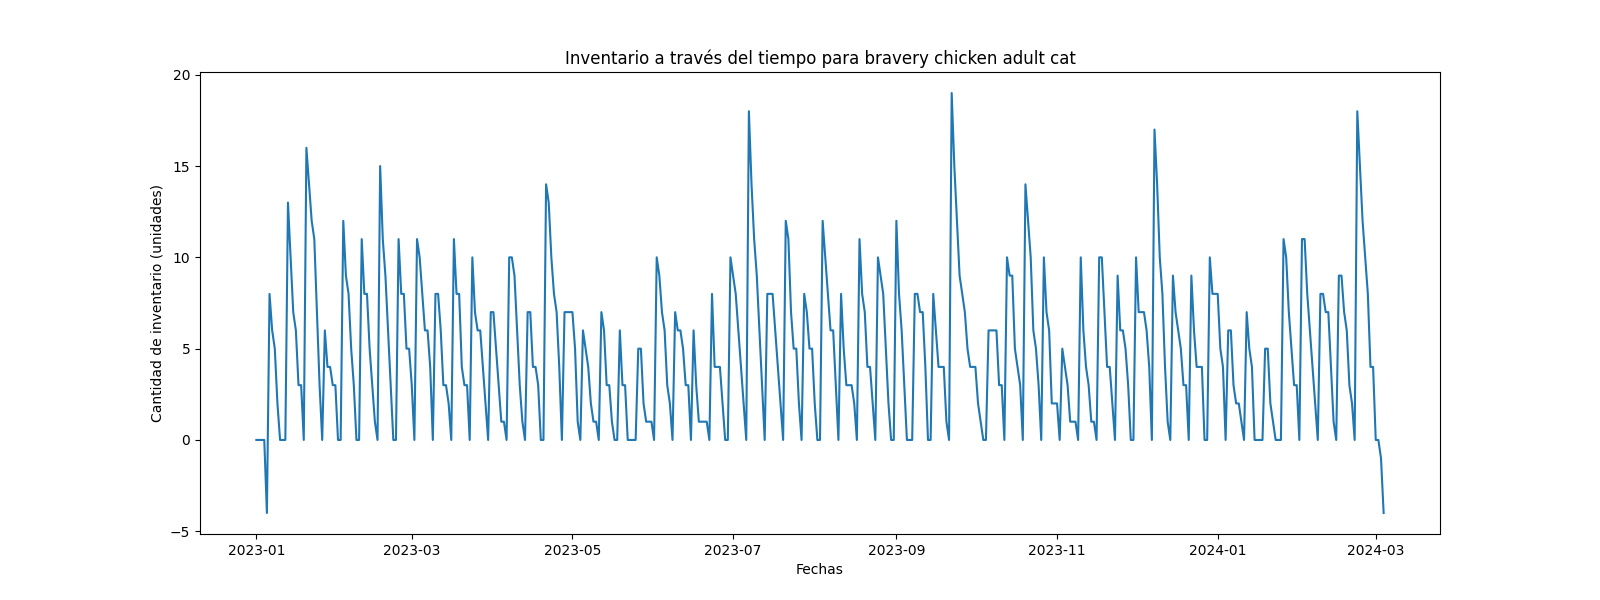 Inventario a través del tiempo para bravery chicken adult cat
Cantidad de inventario (unidades)
20
15
10
5
0
−5
2023-01 2023-03 2023-05 2023-07 2023-09 2023-11 2024-01 2024-03
Fechas